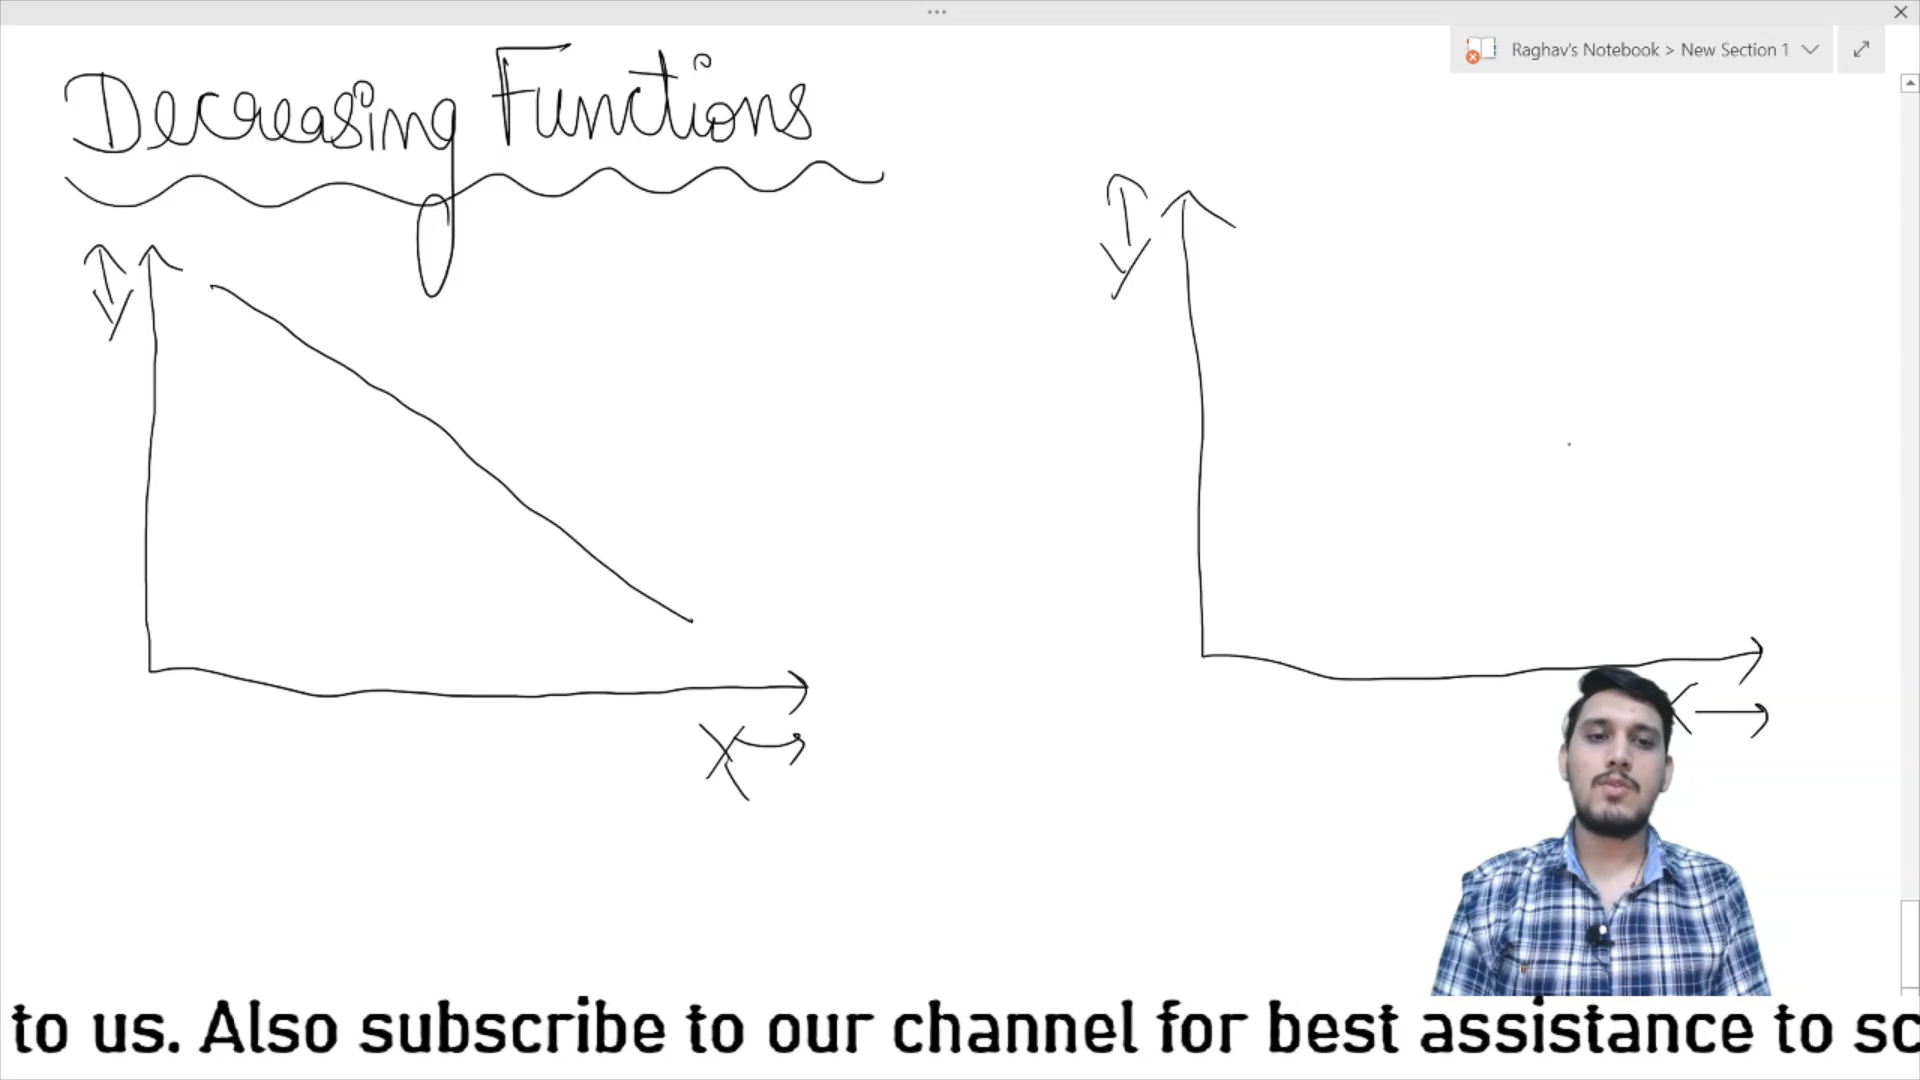 Raghav's Notebook > New Section 1
Decreasing Functions
y
y
X
X
to us. Also subscribe to our channel for best assistance to sc